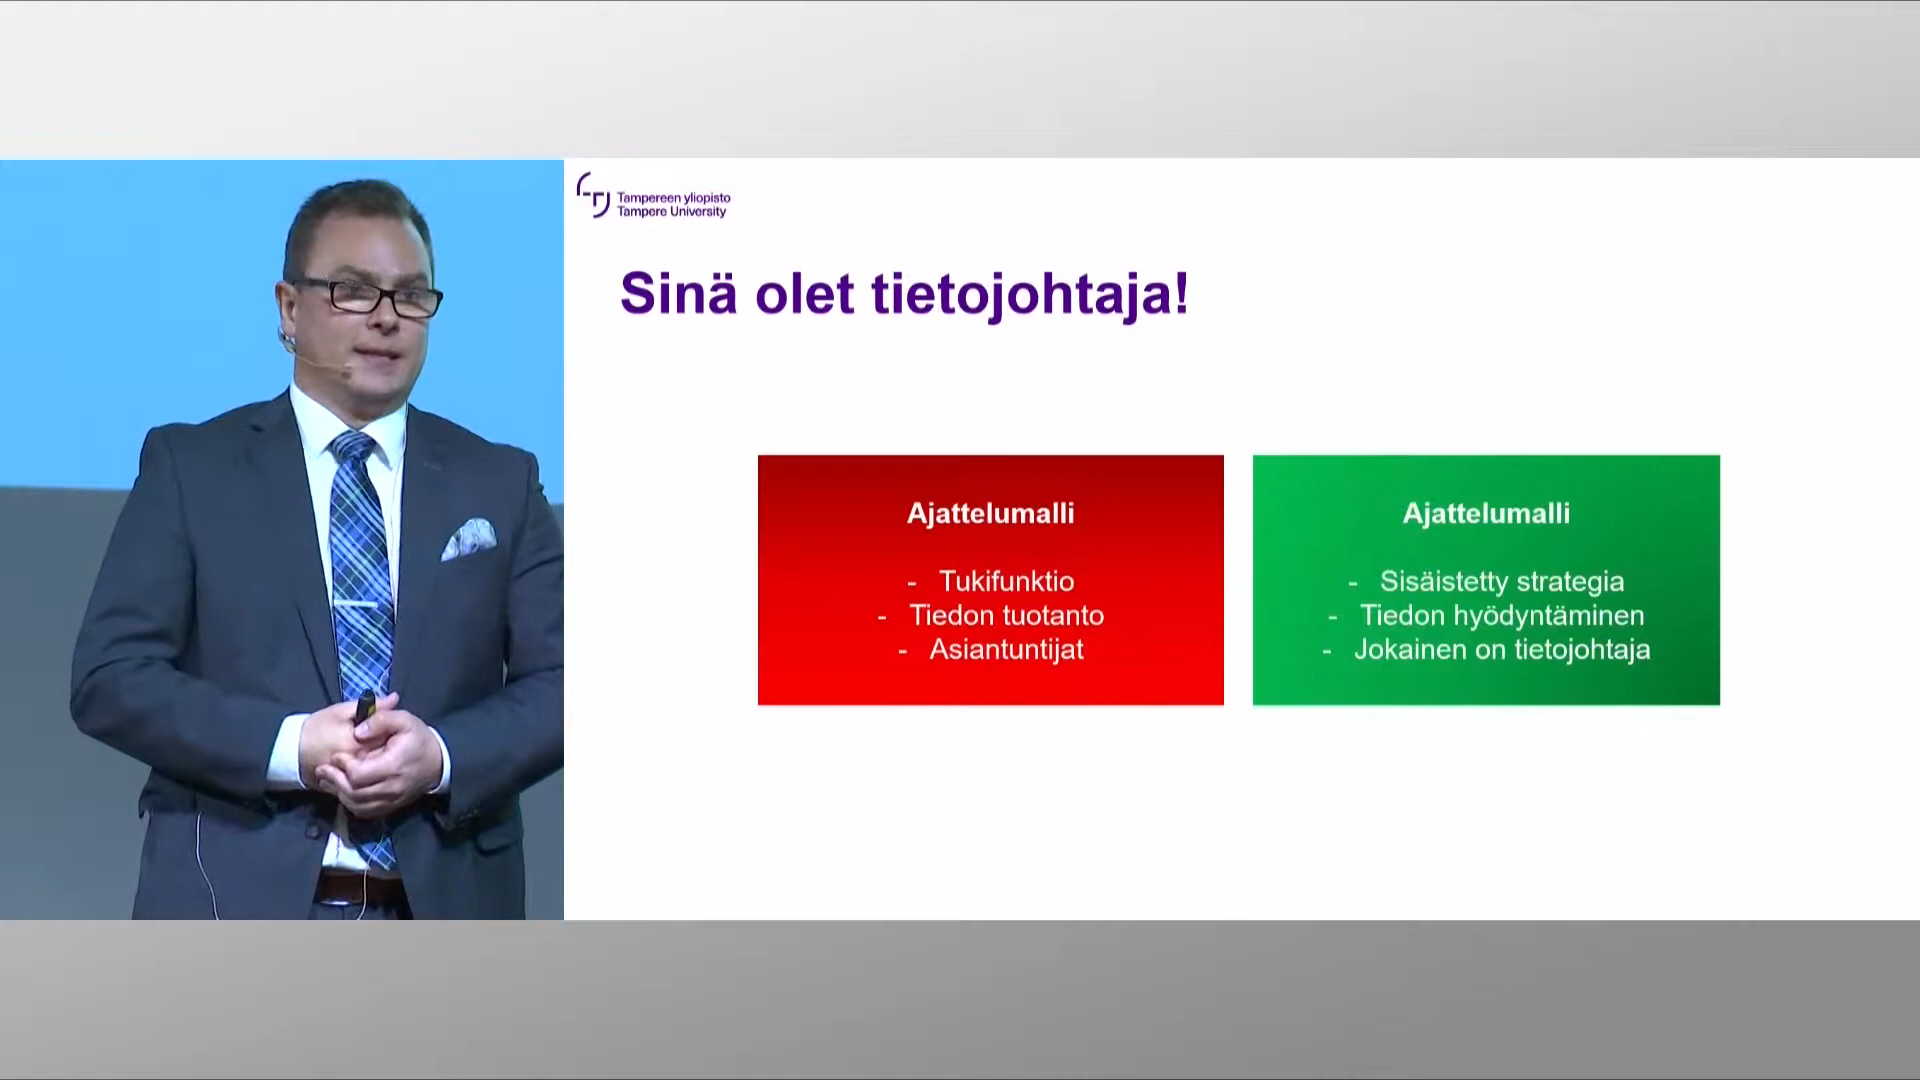 Tampereen yliopisto
Tampere University
Sinä olet tietojohtaja!
Ajattelumalli
- Tukifunktio
- Tiedon tuotanto
- Asiantuntijat
Ajattelumalli
- Sisäistetty strategia
- Tiedon hyödyntäminen
- Jokainen on tietojohtaja